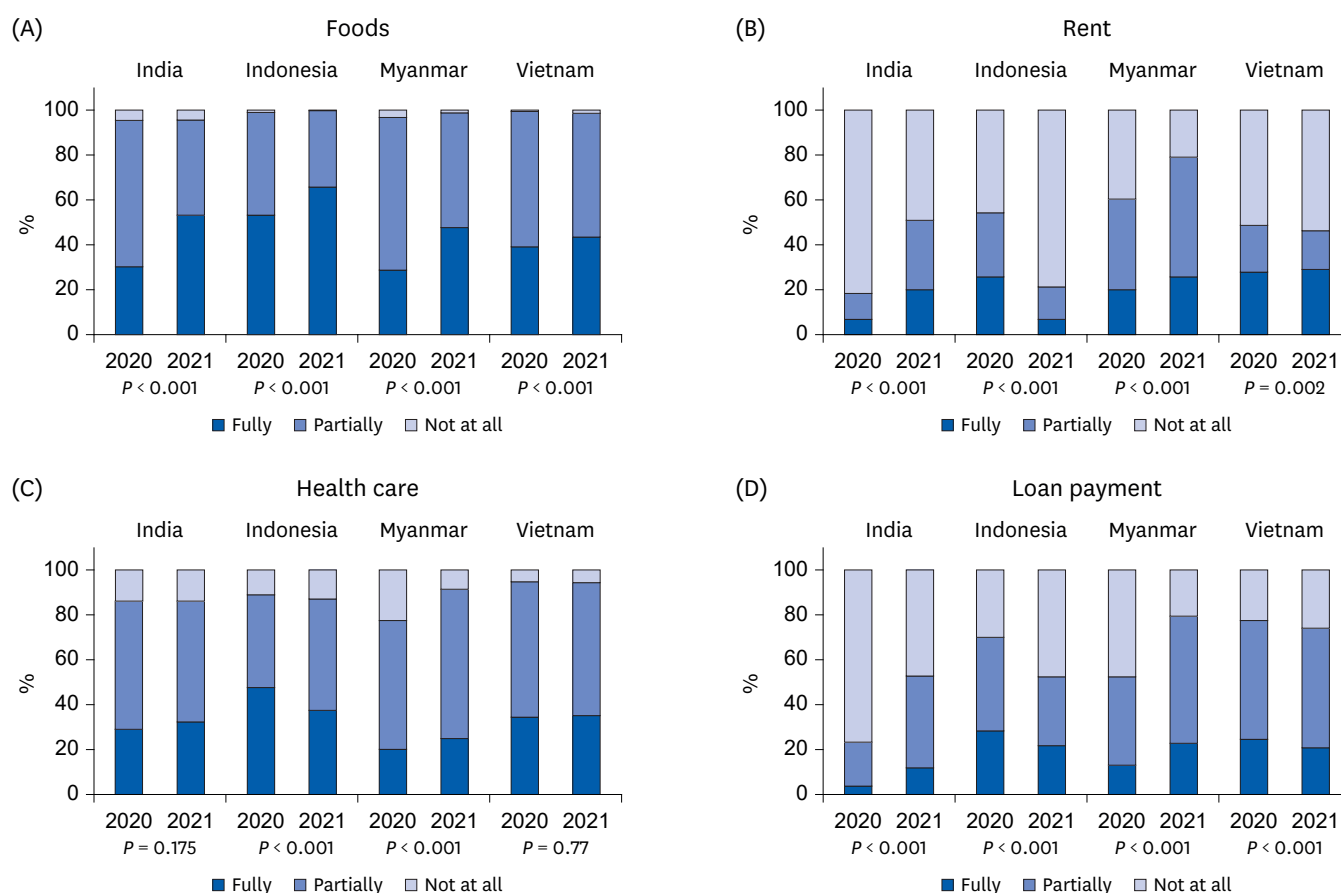 (A) Foods
India Indonesia Myanmar Vietnam
100
80
60
40
20
0
%
2020 2021 2020 2021 2020 2021 2020 2021
P < 0.001 P < 0.001 P < 0.001 P < 0.001
Fully Partially Not at all
(B) Rent
India Indonesia Myanmar Vietnam
100
80
60
40
20
0
%
2020 2021 2020 2021 2020 2021 2020 2021
P < 0.001 P < 0.001 P < 0.001 P = 0.002
Fully Partially Not at all
(C) Health care
India Indonesia Myanmar Vietnam
100
80
60
40
20
0
%
2020 2021 2020 2021 2020 2021 2020 2021
P = 0.175 P < 0.001 P < 0.001 P = 0.77
Fully Partially Not at all
(D) Loan payment
India Indonesia Myanmar Vietnam
100
80
60
40
20
0
%
2020 2021 2020 2021 2020 2021 2020 2021
P < 0.001 P < 0.001 P < 0.001 P < 0.001
Fully Partially Not at all